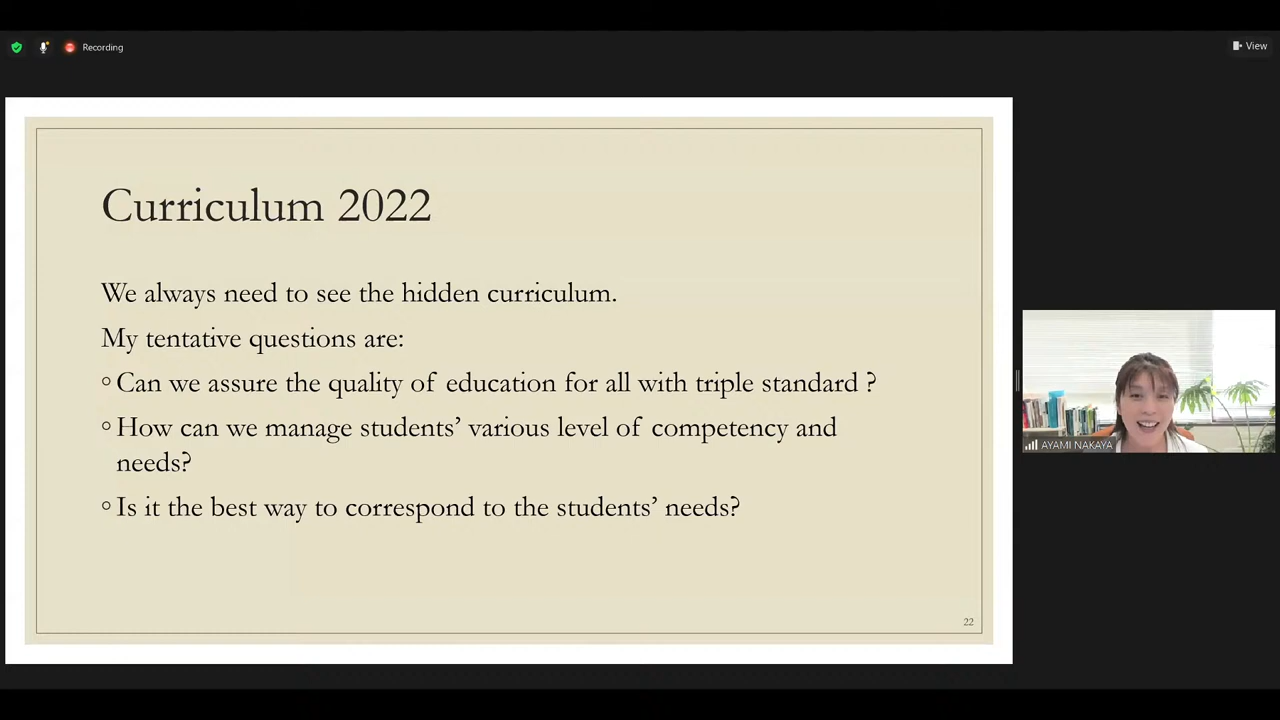 Recording
View
Curriculum 2022
We always need to see the hidden curriculum.
My tentative questions are:
Can we assure the quality of education for all with triple standard ?
How can we manage students' various level of competency and
needs?
Is it the best way to correspond to the students' needs?
22
AYAMI NAKAYA